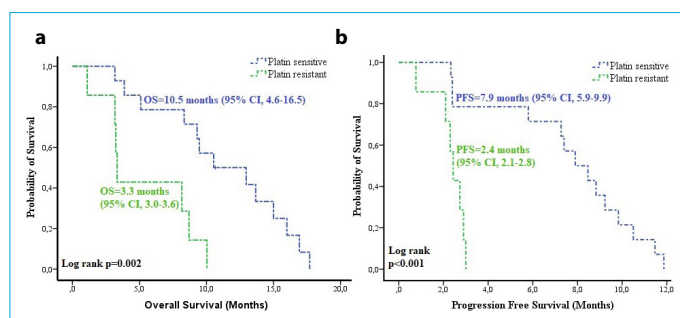 a
Platin sensitive
Platin resistant
1,0
0,8
0,6
0,4
0,2
0,0
Probability of Survival
OS=10.5 months (95% CI, 4.6-16.5)
OS=3.3 months
(95% CI, 3.0-3.6)
Log rank p=0.002
,0
5,0
10,0
15,0
20,0
Overall Survival (Months)
b
Platin sensitive
Platin resistant
1,0
0,8
0,6
0,4
0,2
0,0
Probability of Survival
PFS=7.9 months (95% CI, 5.9-9.9)
PFS=2.4 months
(95% CI, 2.1-2.8)
Log rank
p<0.001
,0
2,0
4,0
6,0
8,0
10,0
12,0
Progression Free Survival (Months)